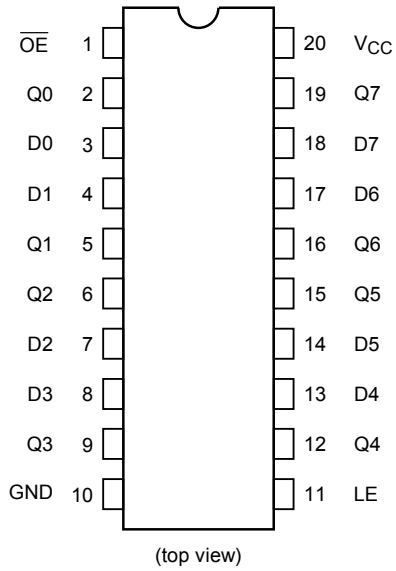 O̅E̅ 1 20 VCC
Q0 2 19 Q7
D0 3 18 D7
D1 4 17 D6
Q1 5 16 Q6
Q2 6 15 Q5
D2 7 14 D5
D3 8 13 D4
Q3 9 12 Q4
GND 10 11 LE
(top view)